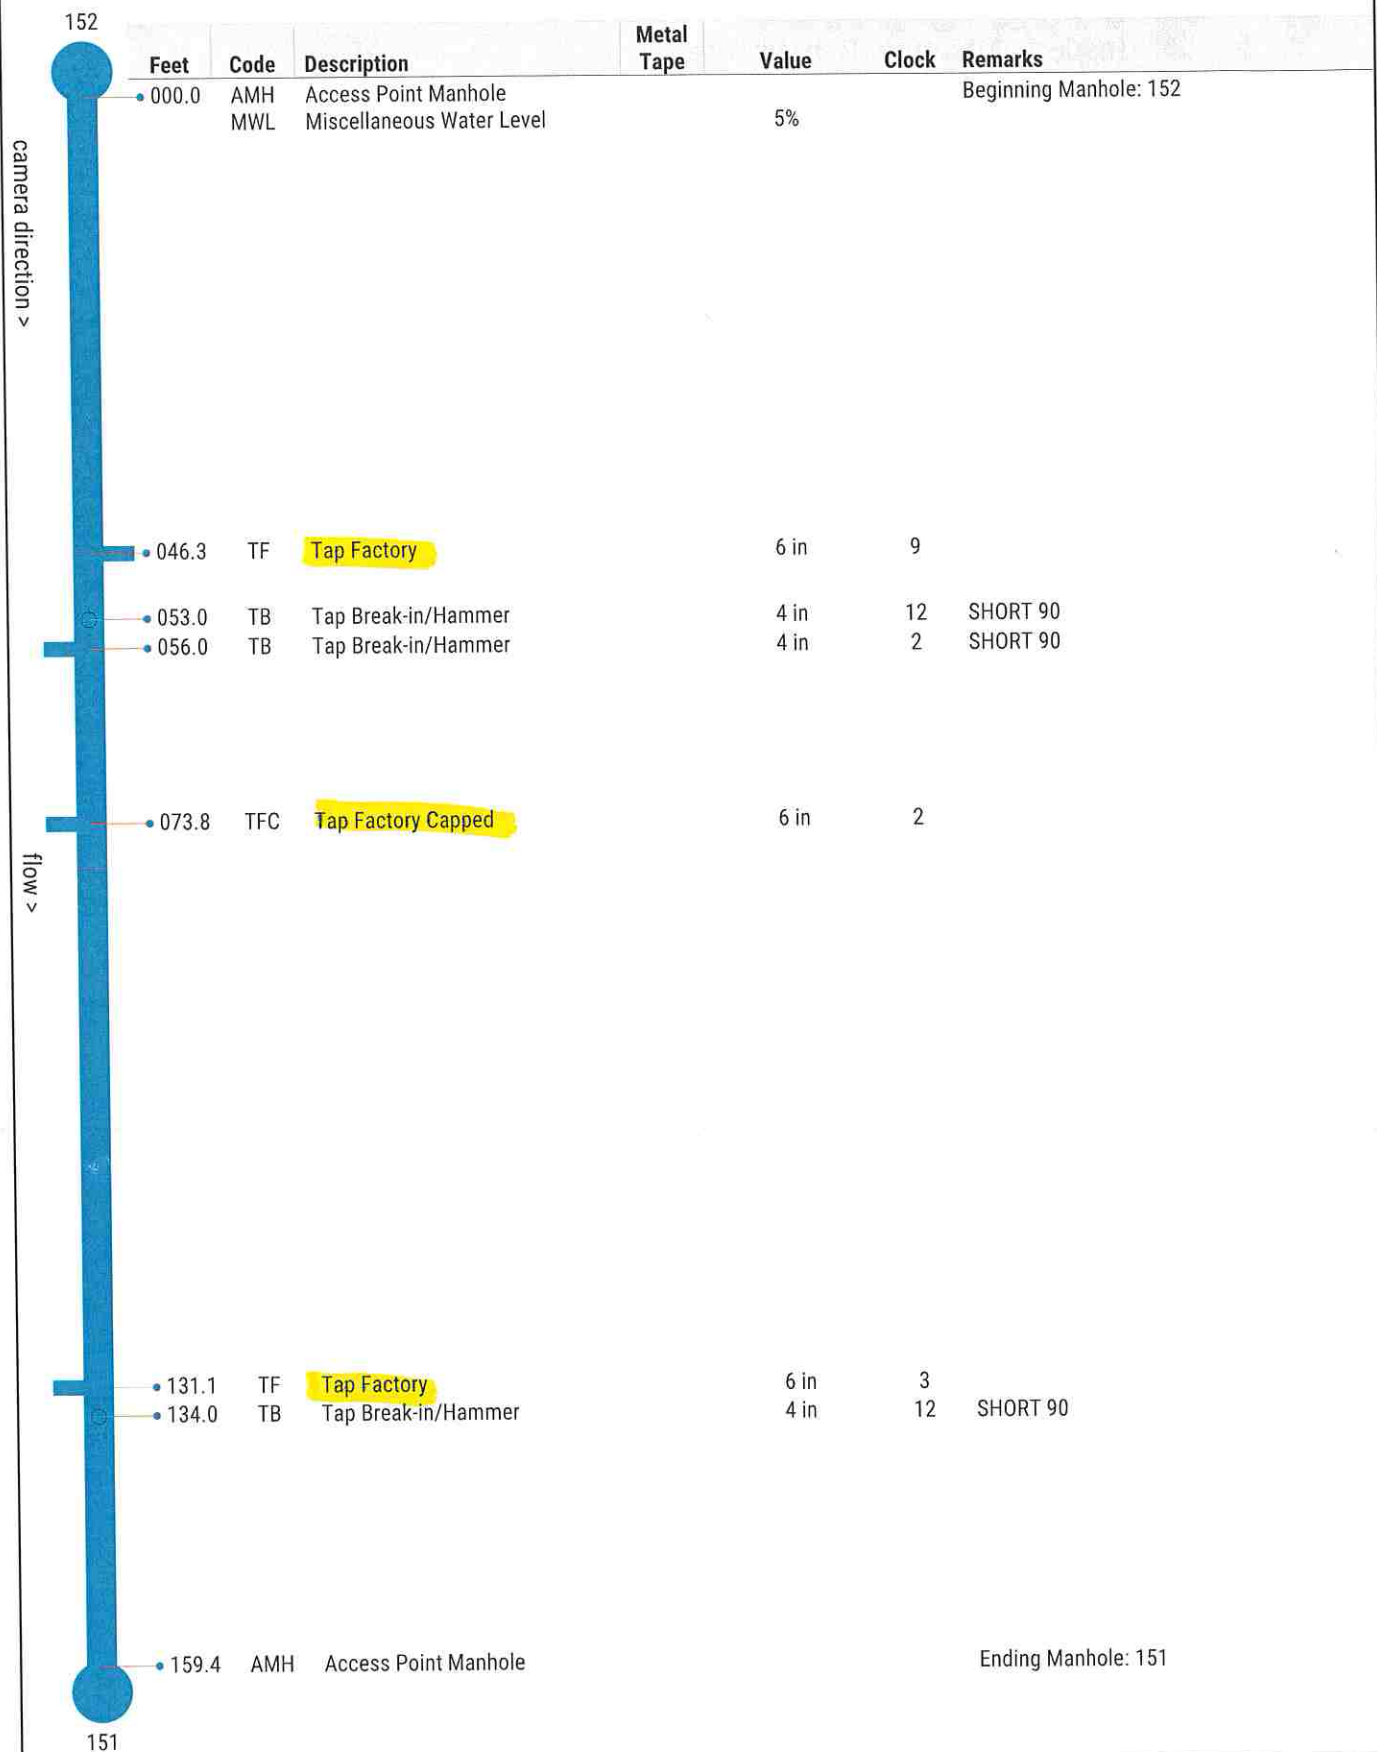 152
Metal
Feet Code Description Tape Value Clock Remarks
000.0 AMH Access Point Manhole Beginning Manhole: 152
MWL Miscellaneous Water Level 5%
camera direction >
046.3 TF Tap Factory 6 in 9
053.0 TB Tap Break-in/Hammer 4 in 12 SHORT 90
056.0 TB Tap Break-in/Hammer 4 in 2 SHORT 90
073.8 TFC Tap Factory Capped 6 in 2
flow >
131.1 TF Tap Factory 6 in 3
134.0 TB Tap Break-in/Hammer 4 in 12 SHORT 90
159.4 AMH Access Point Manhole Ending Manhole: 151
151